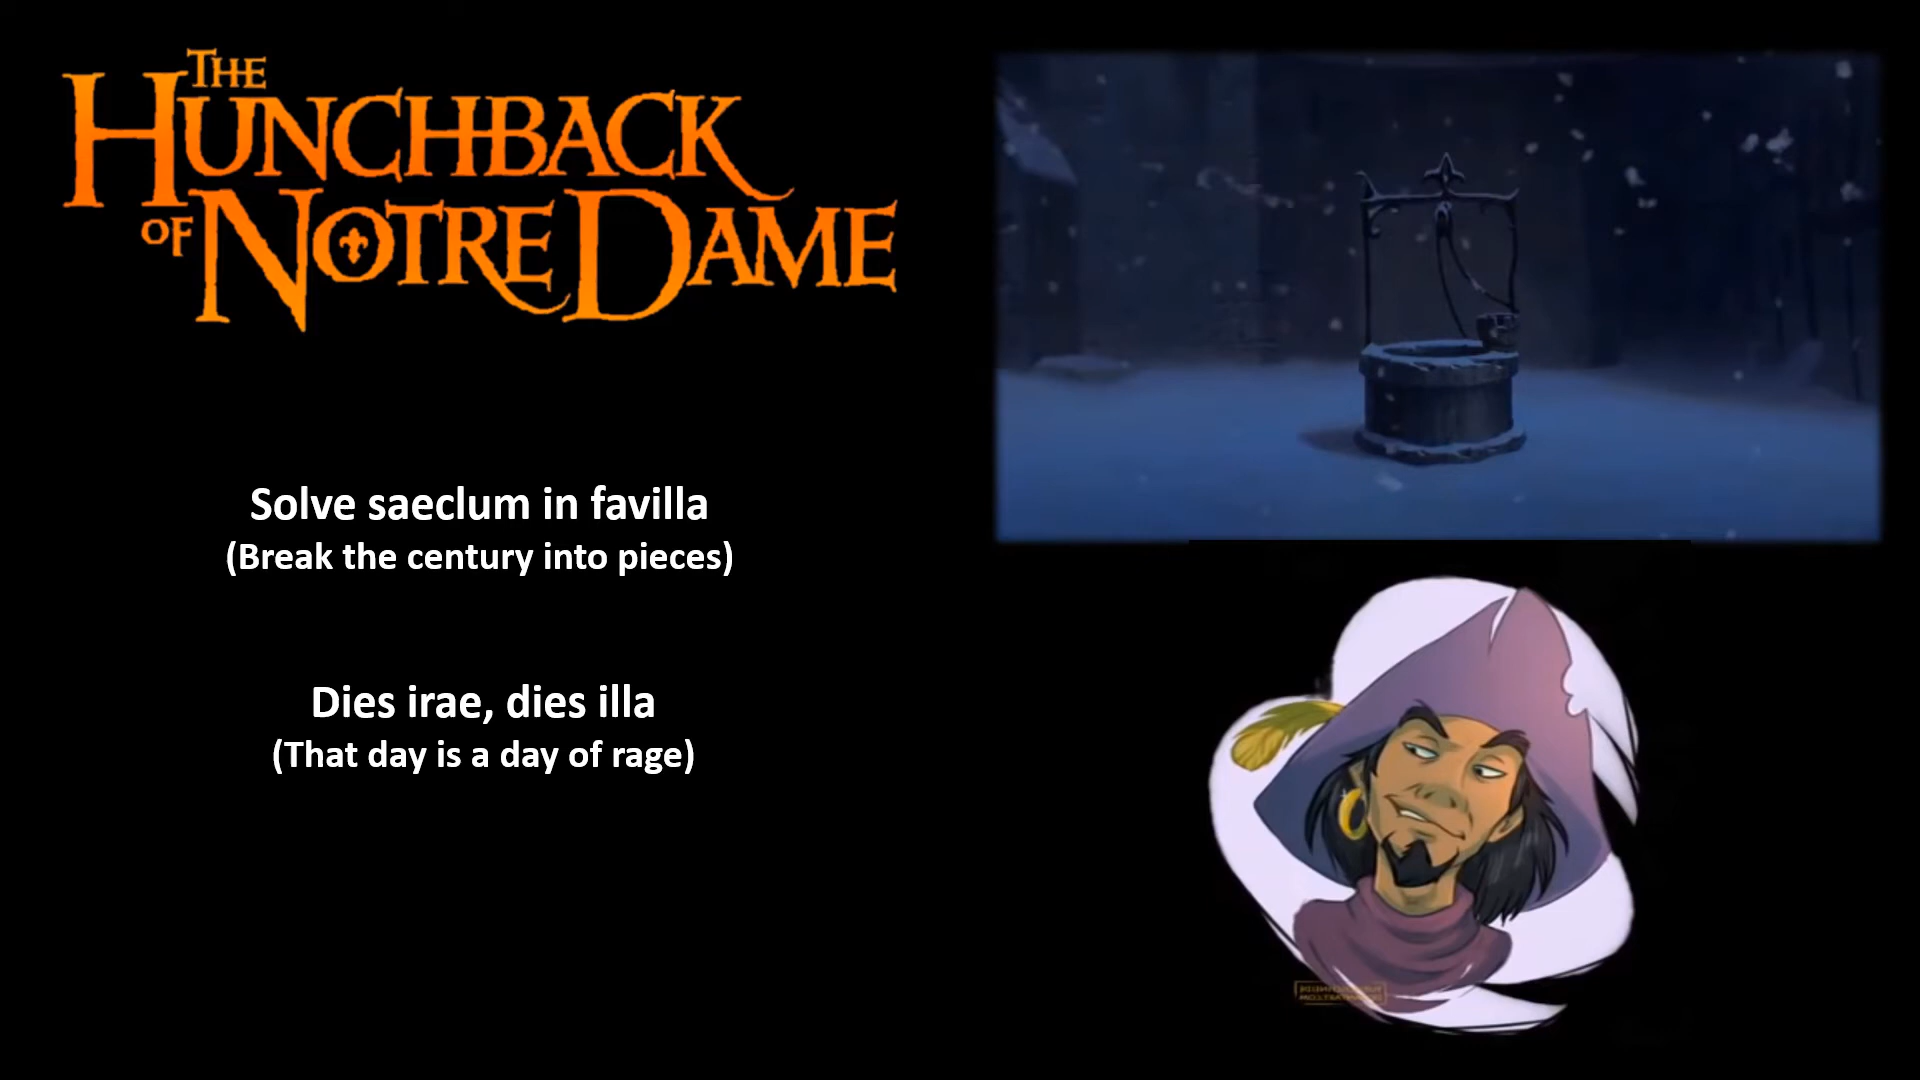 THE
HUNCHBACK
OF NOTRE DAME
Solve saeclum in favilla
(Break the century into pieces)
Dies irae, dies illa
(That day is a day of rage)